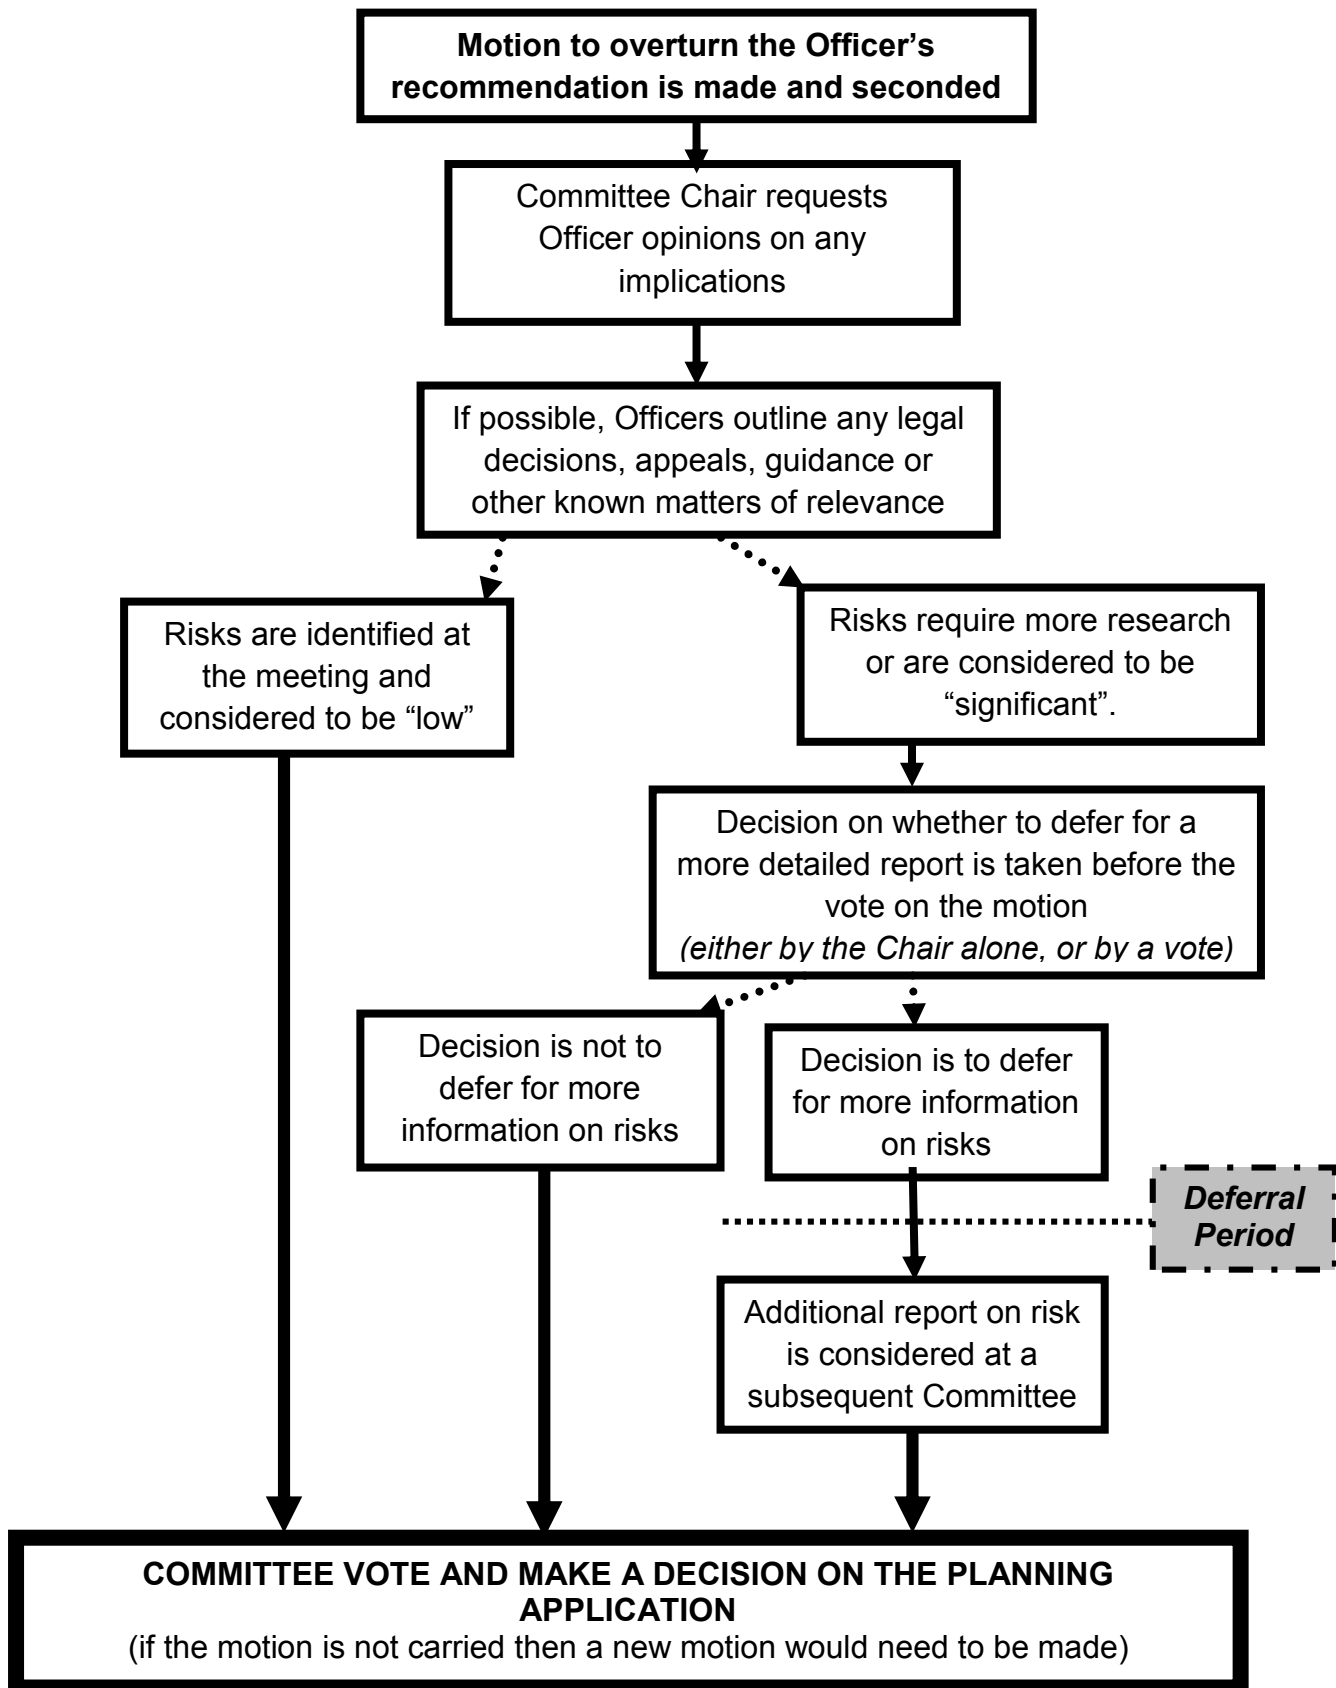 Motion to overturn the Officer’s
recommendation is made and seconded
Committee Chair requests
Officer opinions on any
implications
If possible, Officers outline any legal
decisions, appeals, guidance or
other known matters of relevance
Risks are identified at
the meeting and
considered to be “low”
Risks require more research
or are considered to be
“significant”.
Decision on whether to defer for a
more detailed report is taken before the
vote on the motion
(either by the Chair alone, or by a vote)
Decision is not to
defer for more
information on risks
Decision is to defer
for more information
on risks
Deferral
Period
Additional report on risk
is considered at a
subsequent Committee
COMMITTEE VOTE AND MAKE A DECISION ON THE PLANNING
APPLICATION
(if the motion is not carried then a new motion would need to be made)